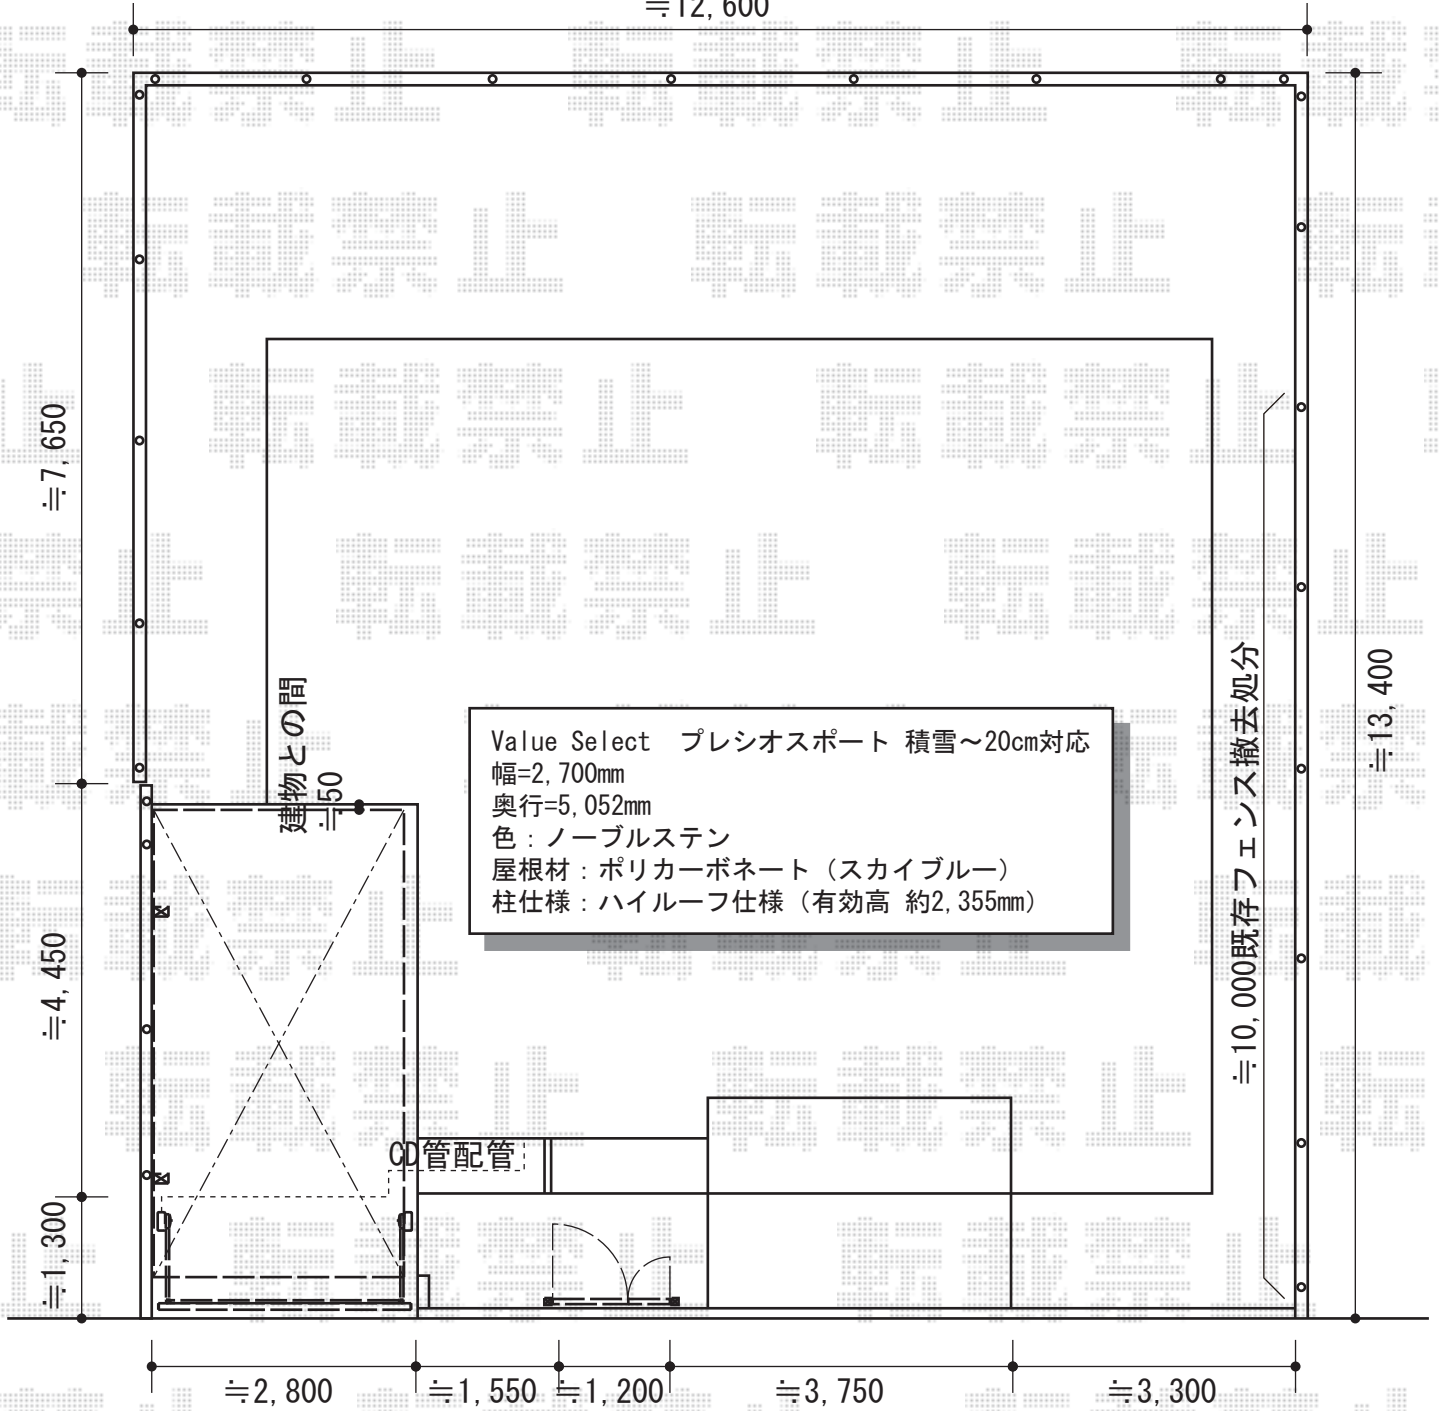 ≒12,600
≒7,650
≒4,450
≒1,300
建物との間
≒50
Value Select プレシオスポート 積雪～20cm対応
幅=2,700mm
奥行=5,052mm
色：ノーブルステン
屋根材：ポリカーボネート（スカイブルー）
柱仕様：ハイルーフ仕様（有効高 約2,355mm）
≒10,000既存フェンス撤去処分
≒13,400
CD管配管
≒2,800
≒1,550
≒1,200
≒3,750
≒3,300
転載禁止